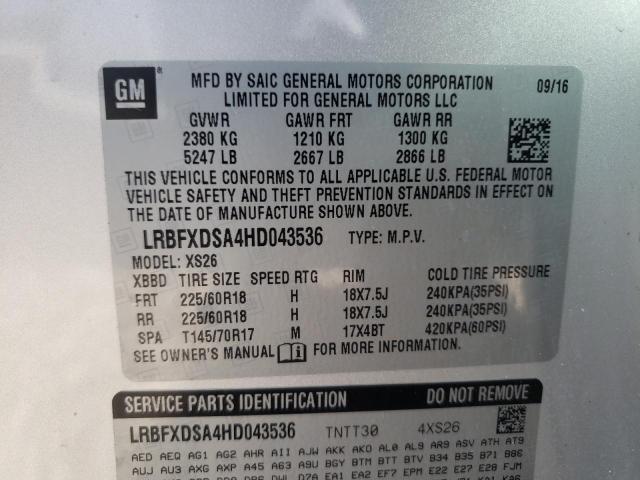 GM
MFD BY SAIC GENERAL MOTORS CORPORATION 09/16
LIMITED FOR GENERAL MOTORS LLC
GVWR GAWR FRT GAWR RR
2380 KG 1210 KG 1300 KG
5247 LB 2667 LB 2866 LB
THIS VEHICLE CONFORMS TO ALL APPLICABLE U.S. FEDERAL MOTOR
VEHICLE SAFETY AND THEFT PREVENTION STANDARDS IN EFFECT ON
THE DATE OF MANUFACTURE SHOWN ABOVE.
LRBFXDSA4HD043536 TYPE: M.P.V.
MODEL: XS26
XBBD TIRE SIZE SPEED RTG RIM COLD TIRE PRESSURE
FRT 225/60R18 H 18X7.5J 240KPA(35PSI)
RR 225/60R18 H 18X7.5J 240KPA(35PSI)
SPA T145/70R17 M 17X4BT 420KPA(60PSI)
SEE OWNER'S MANUAL FOR MORE INFORMATION.
SERVICE PARTS IDENTIFICATION DO NOT REMOVE
LRBFXDSA4HD043536 TNTT30 4XS26
AED AEQ AG1 AG2 AHR AII AJW AKK AKO AL0 AL9 AR9 ASV ATH AT9
AUJ AU3 AXG AXP A45 A63 A9U BGY BTM BTT BTV B34 B35 B71 B86